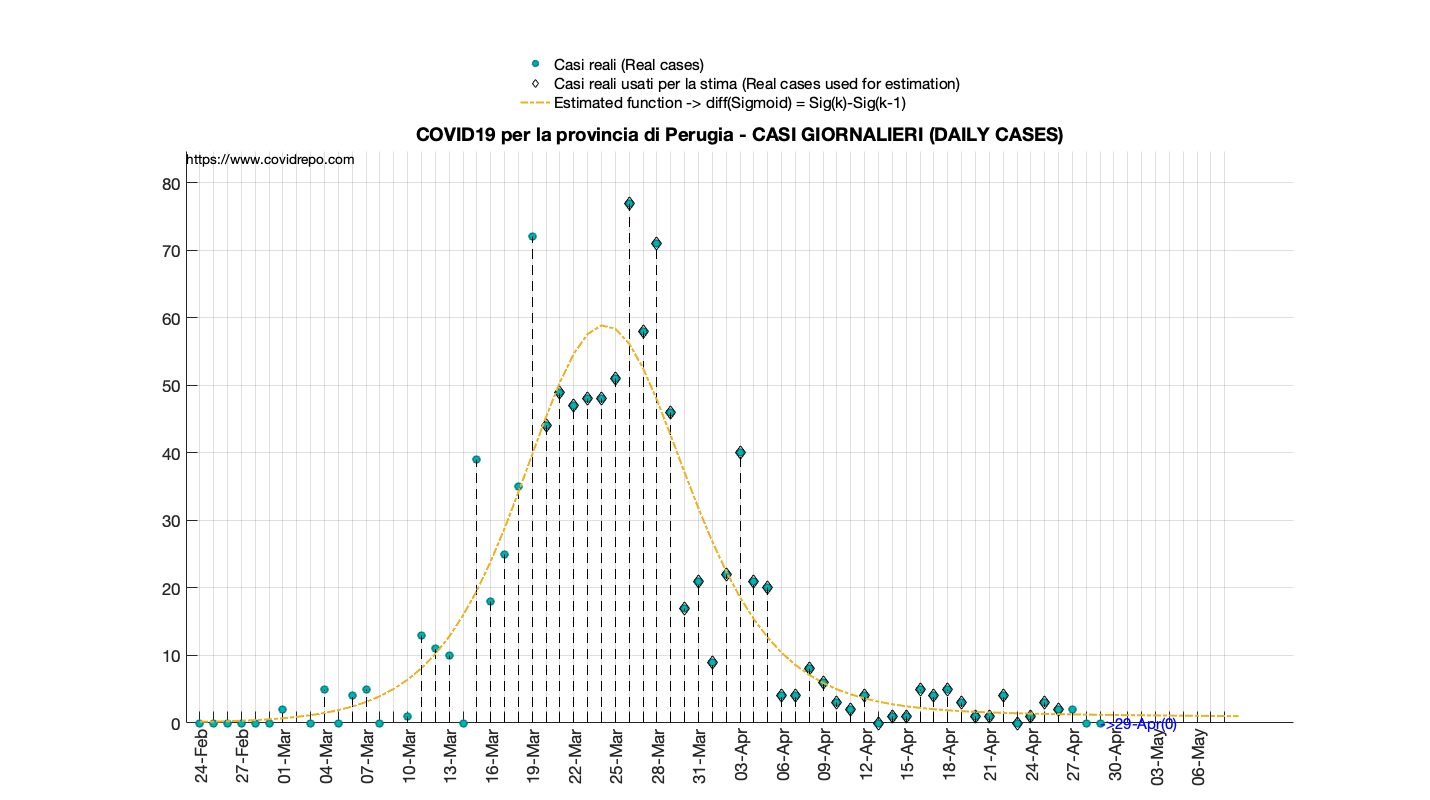 Casi reali (Real cases)
Casi reali usati per la stima (Real cases used for estimation)
Estimated function -> diff(Sigmoid) = Sig(k)-Sig(k-1)
COVID19 per la provincia di Perugia - CASI GIORNALIERI (DAILY CASES)
https://www.covidrepo.com
80
70
60
50
40
30
20
10
0
->29-Apr(0)
24-Feb
27-Feb
01-Mar
04-Mar
07-Mar
10-Mar
13-Mar
16-Mar
19-Mar
22-Mar
25-Mar
28-Mar
31-Mar
03-Apr
06-Apr
09-Apr
12-Apr
15-Apr
18-Apr
21-Apr
24-Apr
27-Apr
30-Apr
03-May
06-May